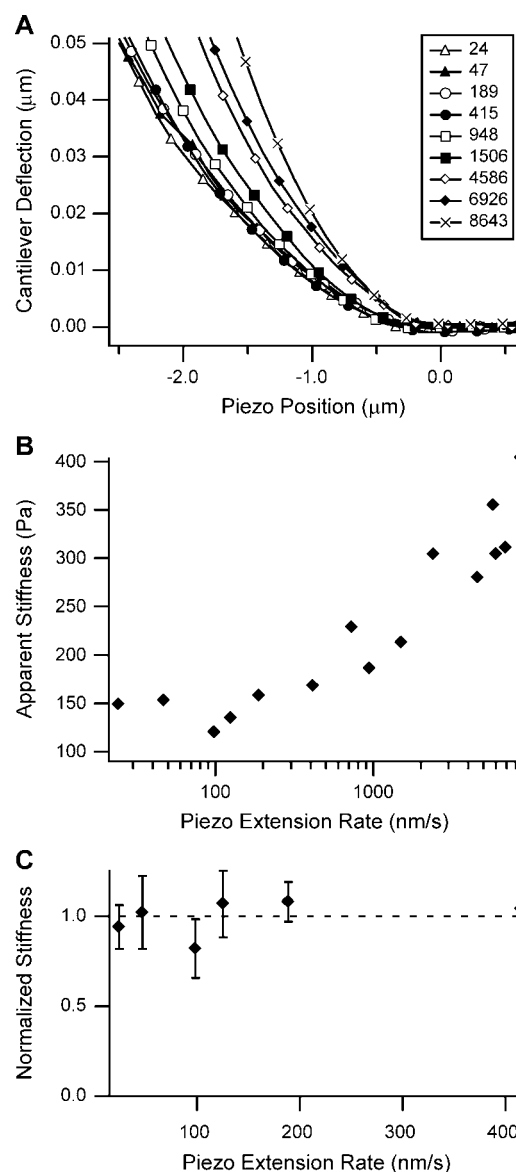 A
0.05
0.04
0.03
0.02
0.01
0.00
Cantilever Deflection (μm)
24
47
189
415
948
1506
4586
6926
8643
-2.0 -1.0 0.0
Piezo Position (μm)
B
400
350
300
250
200
150
100
Apparent Stiffness (Pa)
100 1000
Piezo Extension Rate (nm/s)
C
1.0
0.5
0.0
Normalized Stiffness
100 200 300 400
Piezo Extension Rate (nm/s)